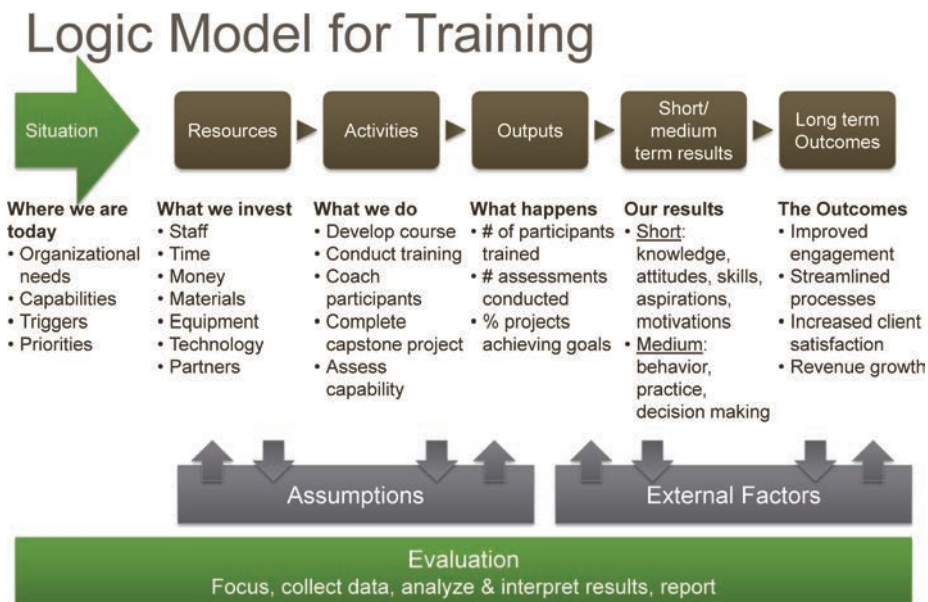 Logic Model for Training
Situation
Resources
Activities
Outputs
Short/
medium
term results
Long term
Outcomes
Where we are
today
• Organizational
needs
• Capabilities
• Triggers
• Priorities
What we invest
• Staff
• Time
• Money
• Materials
• Equipment
• Technology
• Partners
What we do
• Develop course
• Conduct training
• Coach
participants
• Complete
capstone project
• Assess
capability
What happens
• # of participants
trained
• # assessments
conducted
• % projects
achieving goals
Our results
• Short:
knowledge,
attitudes, skills,
aspirations,
motivations
• Medium:
behavior,
practice,
decision making
The Outcomes
• Improved
engagement
• Streamlined
processes
• Increased client
satisfaction
• Revenue growth
Assumptions
External Factors
Evaluation
Focus, collect data, analyze & interpret results, report